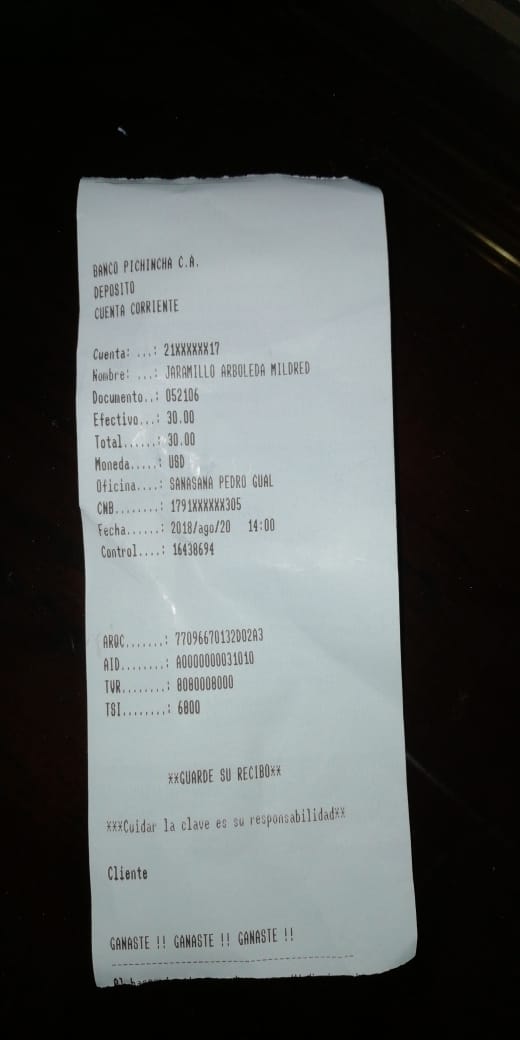 BANCO PICHINCHA C.A.
DEPOSITO
CUENTA CORRIENTE
Cuenta: ...: 21XXXXXX17
Nombre: ...: JARAMILLO ARBOLEDA MILDRED
Documento..: 052106
Efectivo...: 30.00
Total......: 30.00
Moneda.....: USD
Oficina....: SANASANA PEDRO GUAL
CNB........: 1791XXXXXX305
Fecha......: 2018/ago/20 14:00
Control....: 16438694
ARQC.......: 77096670132D02A3
AID........: A0000000031010
TVR........: 8080008000
TSI........: 6800
**GUARDE SU RECIBO**
***Cuidar la clave es su responsabilidad**
Cliente
GANASTE !! GANASTE !! GANASTE !!